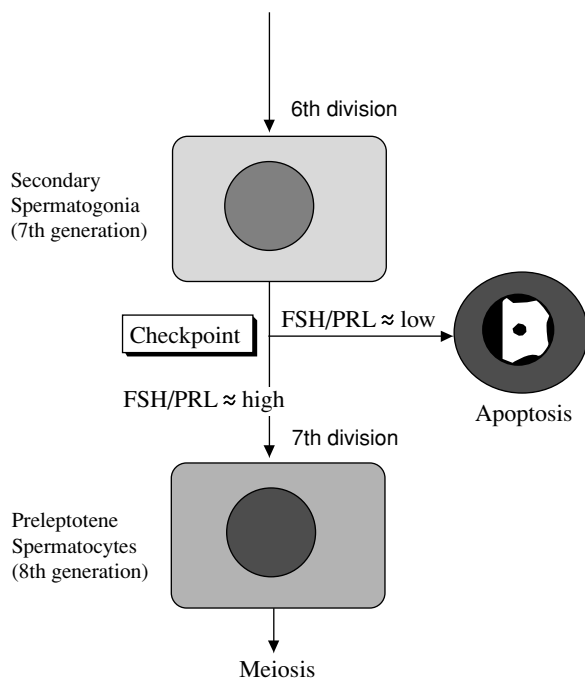 6th division
Secondary
Spermatogonia
(7th generation)
Checkpoint
FSH/PRL ≈ low
FSH/PRL ≈ high
Apoptosis
7th division
Preleptotene
Spermatocytes
(8th generation)
Meiosis